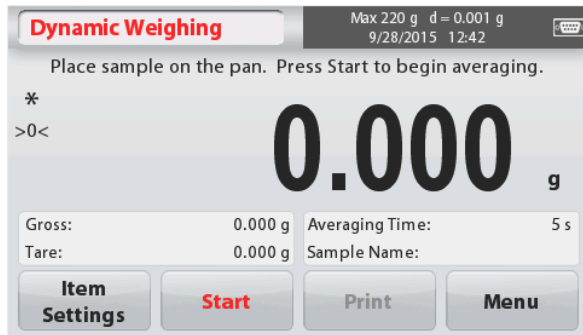 Dynamic Weighing
Max 220 g d = 0.001 g
9/28/2015 12:42
Place sample on the pan. Press Start to begin averaging.
*
>0<
0.000 g
Gross: 0.000 g
Tare: 0.000 g
Averaging Time: 5 s
Sample Name:
Item
Settings
Start
Print
Menu